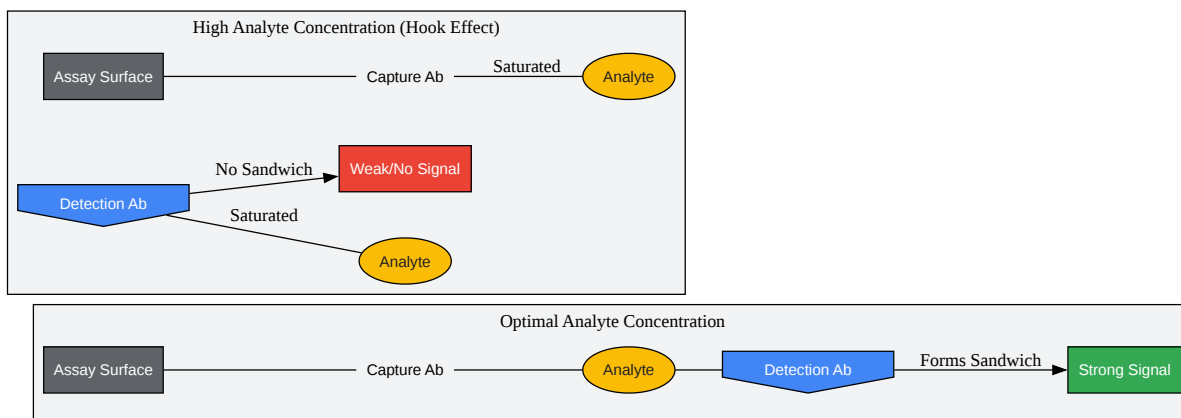 High Analyte Concentration (Hook Effect)
Assay Surface
Capture Ab
Saturated
Analyte
No Sandwich
Weak/No Signal
Detection Ab
Saturated
Analyte
Optimal Analyte Concentration
Assay Surface
Capture Ab
Analyte
Detection Ab
Forms Sandwich
Strong Signal